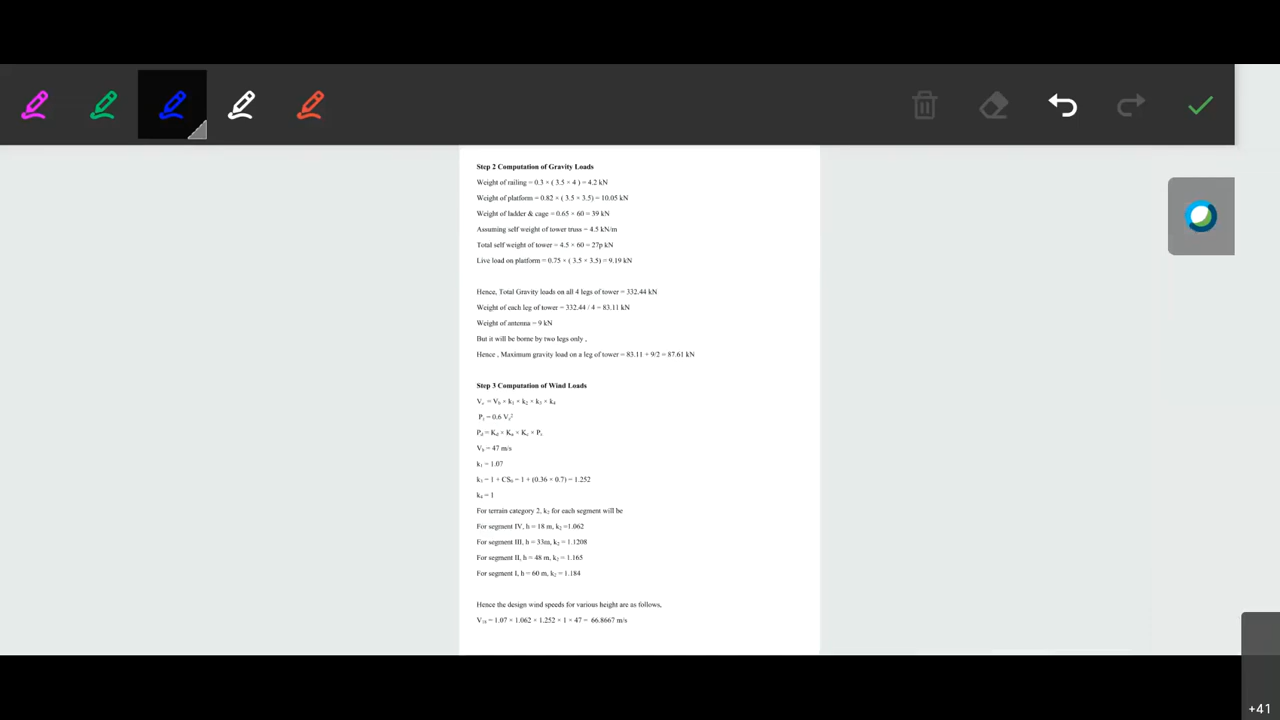 Step 2 Computation of Gravity Loads
Weight of railing = 0.3 × ( 3.5 × 4 ) = 4.2 kN
Weight of platform = 0.82 × ( 3.5 × 3.5) = 10.05 kN
Weight of ladder & cage = 0.65 × 60 = 39 kN
Assuming self weight of tower truss = 4.5 kN/m
Total self weight of tower = 4.5 × 60 = 27p kN
Live load on platform = 0.75 × ( 3.5 × 3.5) = 9.19 kN
Hence, Total Gravity loads on all 4 legs of tower = 332.44 kN
Weight of each leg of tower = 332.44 / 4 = 83.11 kN
Weight of antenna = 9 kN
But it will be borne by two legs only ,
Hence , Maximum gravity load on a leg of tower = 83.11 + 9/2 = 87.61 kN
Step 3 Computation of Wind Loads
Vz = Vb × k1 × k2 × k3 × k4
Pz = 0.6 Vz²
Pd = Kd × Ka × Kc × Pz
Vb = 47 m/s
k1 = 1.07
k3 = 1 + CS0 = 1 + (0.36 × 0.7) = 1.252
k4 = 1
For terrain category 2, k2 for each segment will be
For segment IV, h = 18 m, k2 =1.062
For segment III, h = 33m, k2 = 1.1208
For segment II, h = 48 m, k2 = 1.165
For segment I, h = 60 m, k2 = 1.184
Hence the design wind speeds for various height are as follows,
V18 = 1.07 × 1.062 × 1.252 × 1 × 47 = 66.8667 m/s
+41